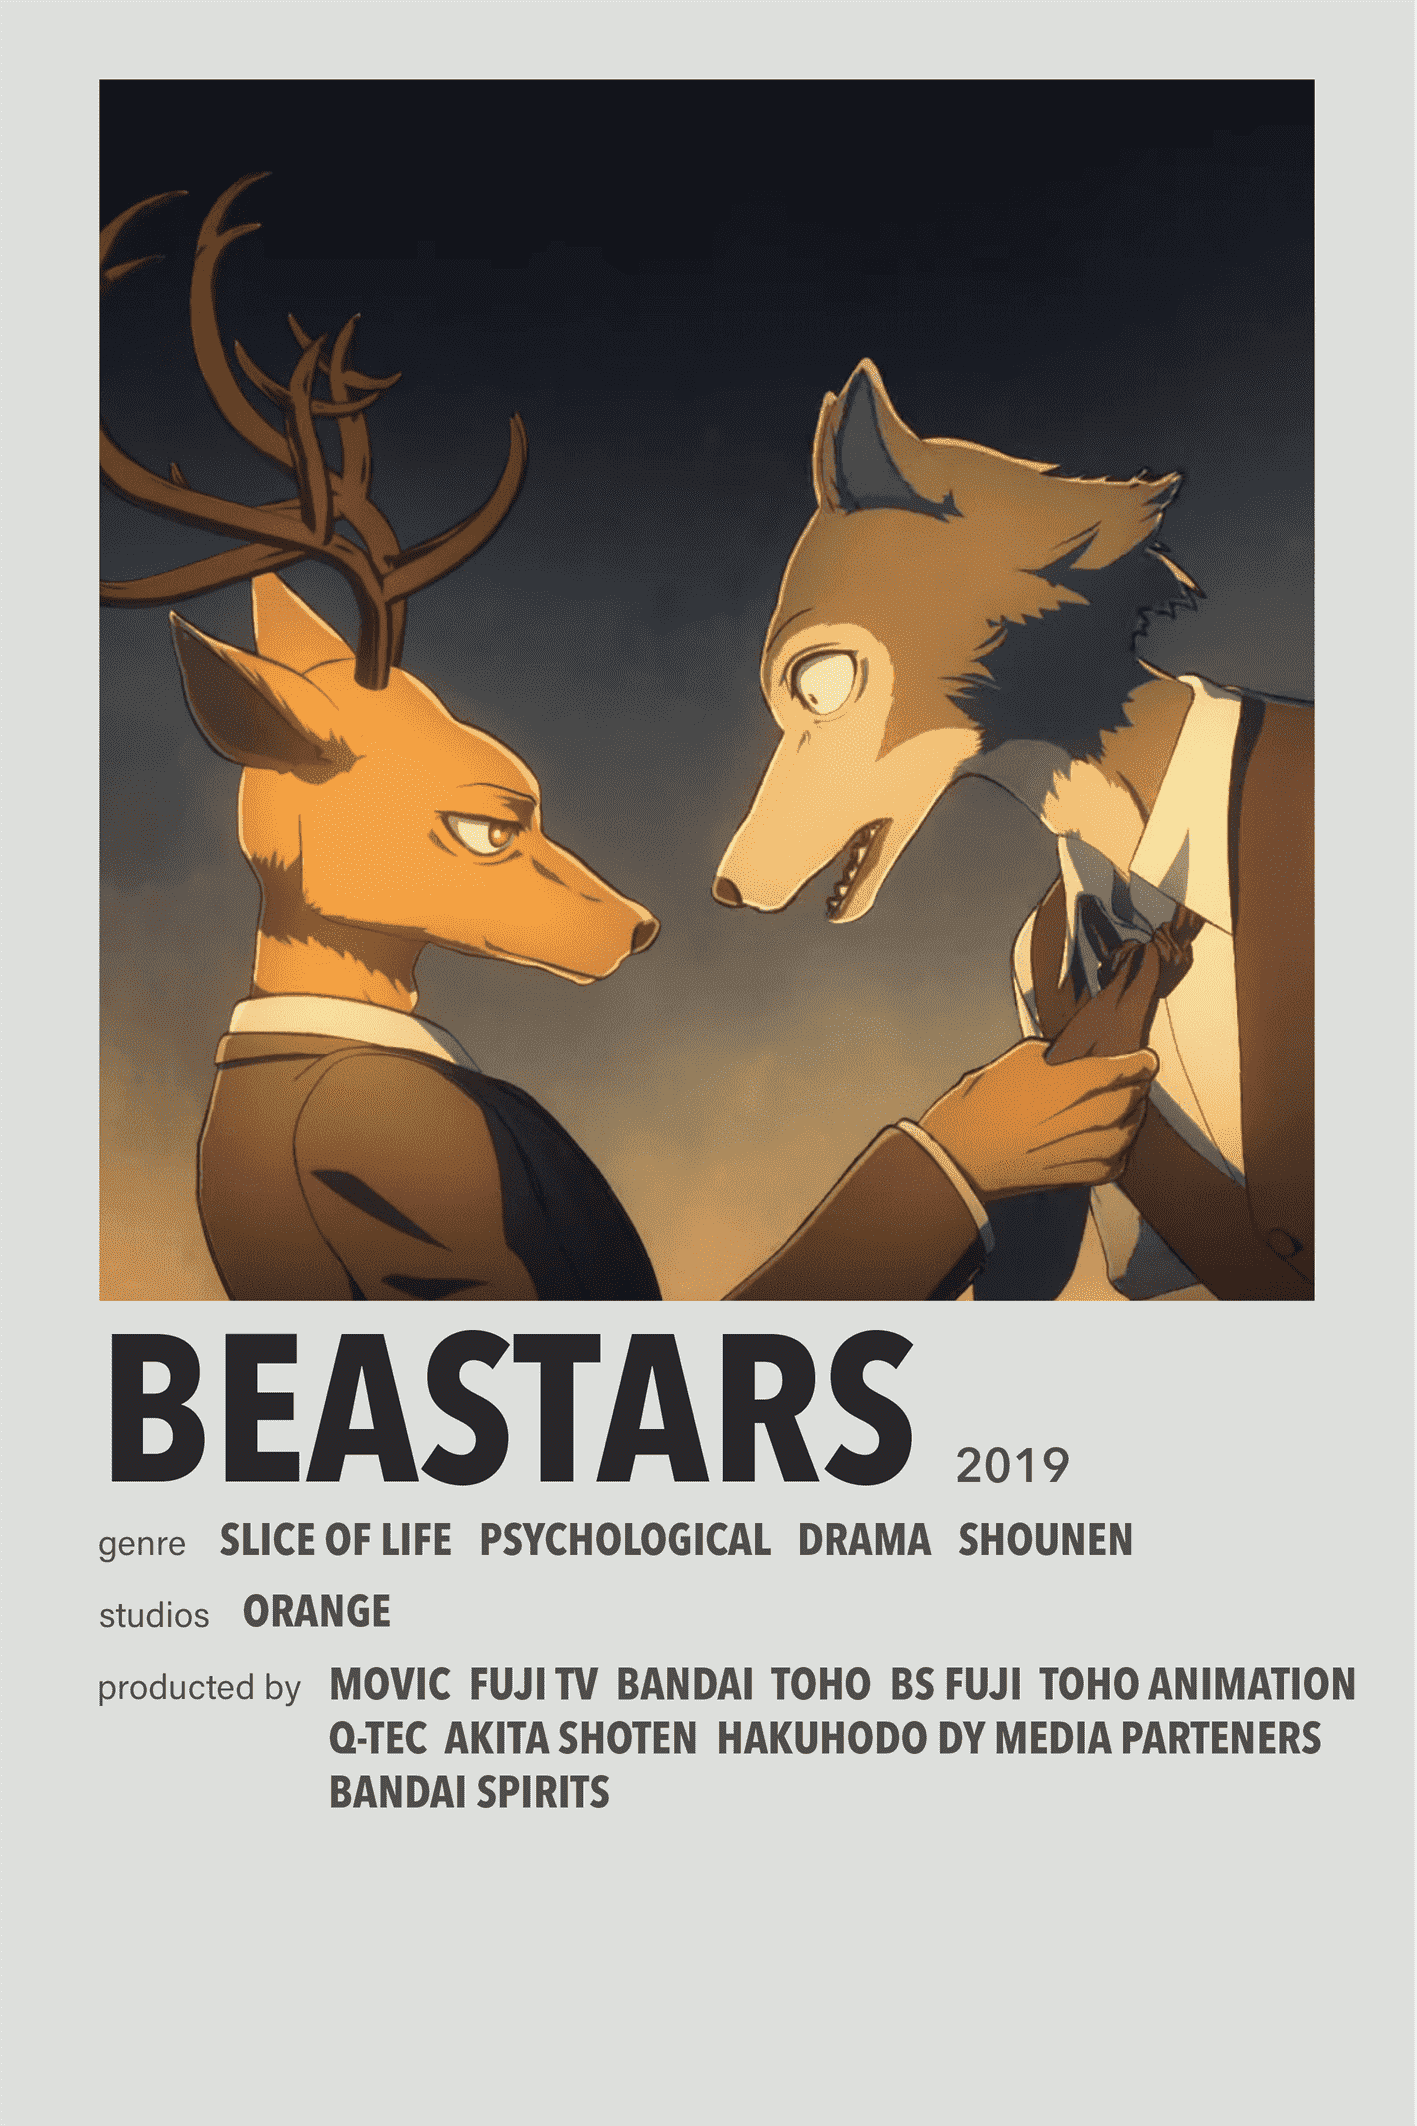 BEASTARS 2019
genre SLICE OF LIFE PSYCHOLOGICAL DRAMA SHOUNEN
studios ORANGE
producted by MOVIC FUJI TV BANDAI TOHO BS FUJI TOHO ANIMATION
Q-TEC AKITA SHOTEN HAKUHODO DY MEDIA PARTENERS
BANDAI SPIRITS